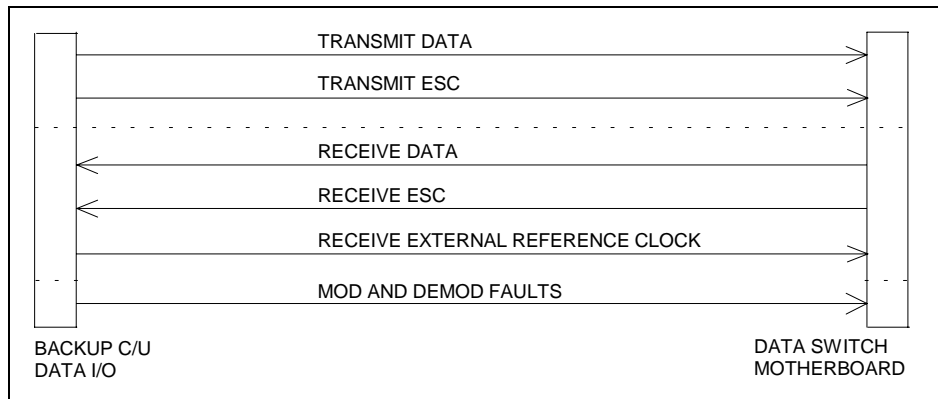 TRANSMIT DATA
TRANSMIT ESC
RECEIVE DATA
RECEIVE ESC
RECEIVE EXTERNAL REFERENCE CLOCK
MOD AND DEMOD FAULTS
BACKUP C/U
DATA I/O
DATA SWITCH
MOTHERBOARD